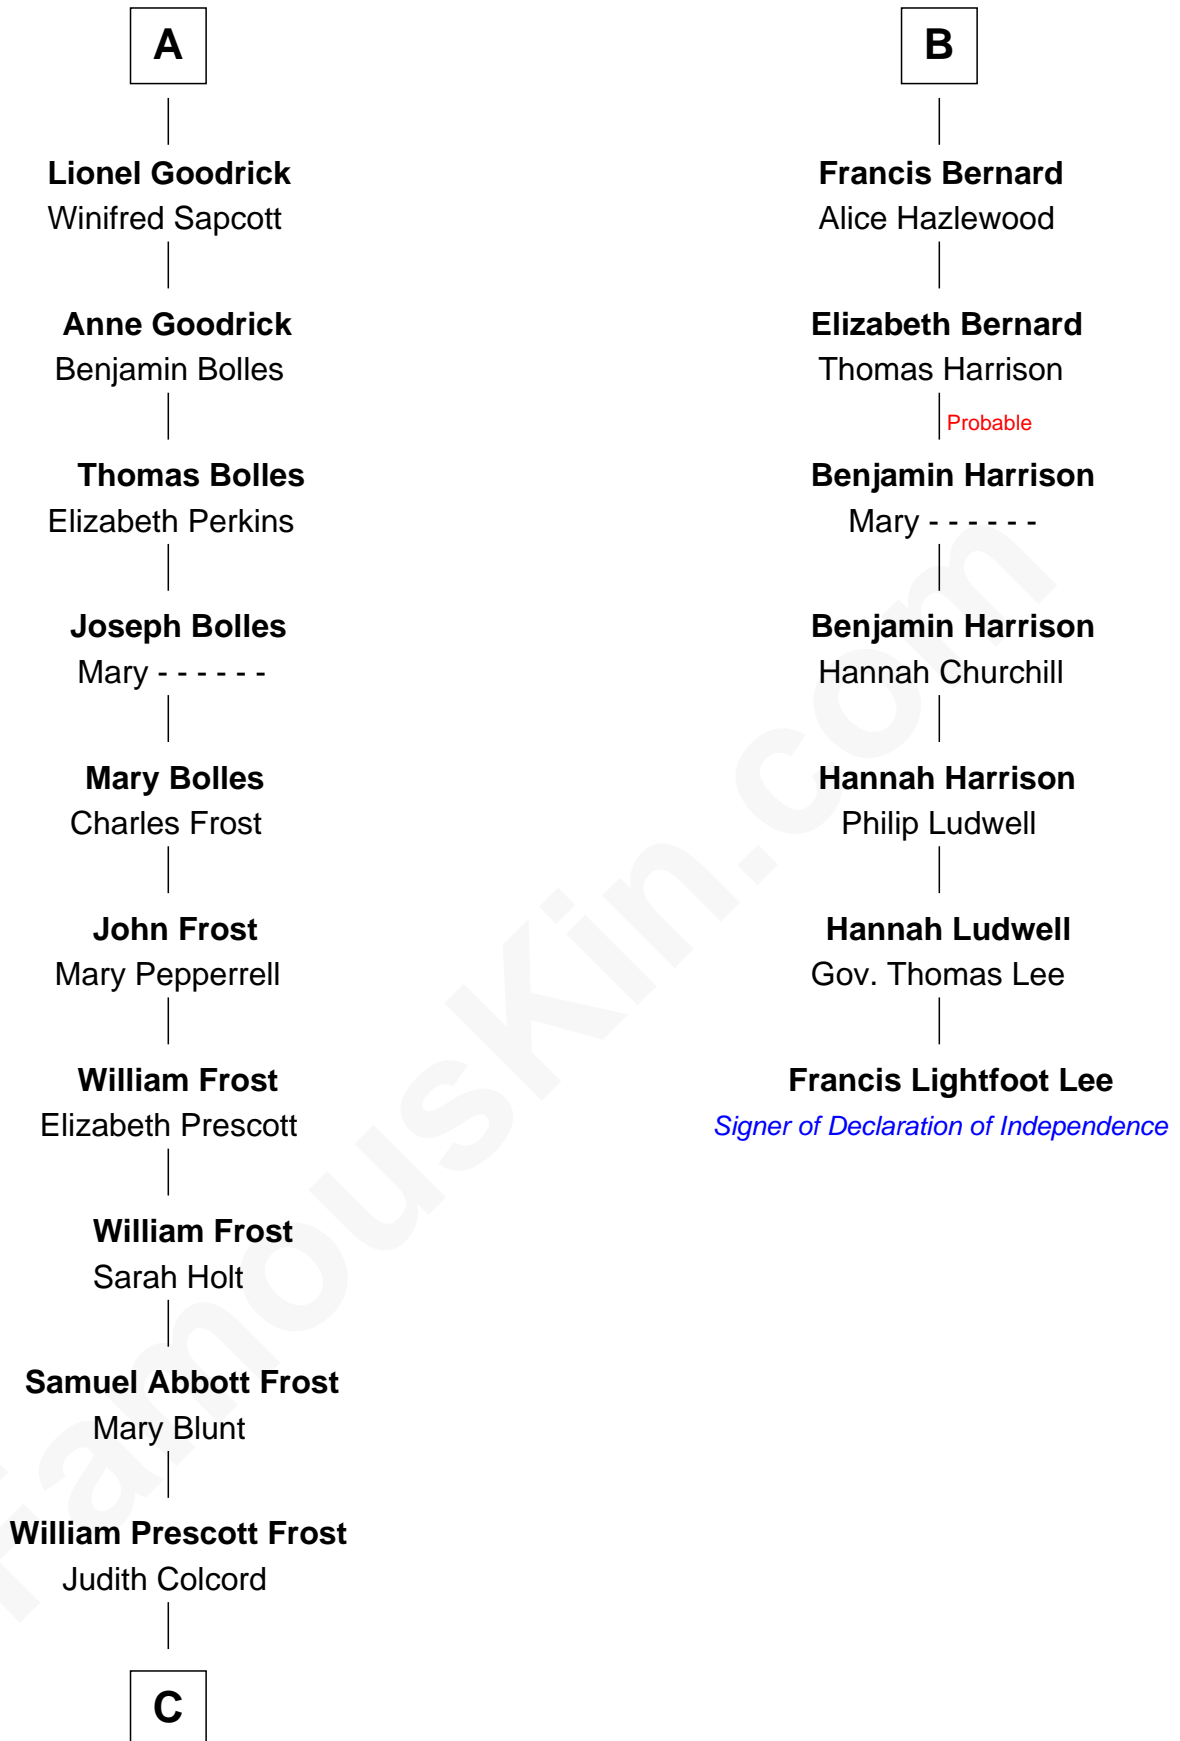 A
Lionel Goodrick
Winifred Sapcott
Anne Goodrick
Benjamin Bolles
Thomas Bolles
Elizabeth Perkins
Joseph Bolles
Mary - - - - - -
Mary Bolles
Charles Frost
John Frost
Mary Pepperrell
William Frost
Elizabeth Prescott
William Frost
Sarah Holt
Samuel Abbott Frost
Mary Blunt
William Prescott Frost
Judith Colcord
C
B
Francis Bernard
Alice Hazlewood
Elizabeth Bernard
Thomas Harrison
Probable
Benjamin Harrison
Mary - - - - - -
Benjamin Harrison
Hannah Churchill
Hannah Harrison
Philip Ludwell
Hannah Ludwell
Gov. Thomas Lee
Francis Lightfoot Lee
Signer of Declaration of Independence
FamousKin.com